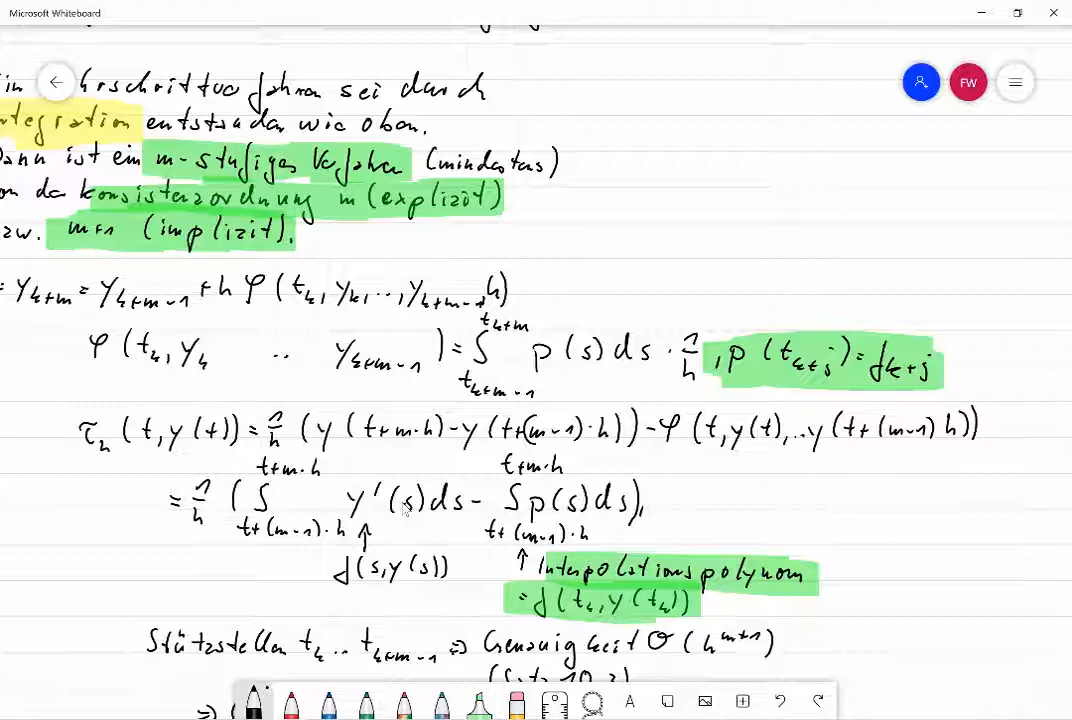 Microsoft Whiteboard
FW
sei durch
Integration entstanden wie oben.
Dann ist ein m-stufiges Verfahren (mindestens)
von der Konsistenzordnung m (explizit)
bzw. m+1 (implizit).
= y_{k+m} = y_{k+m-1} + h φ(t_k, y_k, .., y_{k+m-1}, h)
φ(t_k, y_k .. y_{k+m-1}) = ∫_{t_{k+m-1}}^{t_{k+m}} p(s) ds · 1/h, p(t_{k+j}) = f_{k+j}
τ_h(t, y(t)) = 1/h (y(t+m·h) - y(t+(m-1)·h)) - φ(t, y(t), .. y(t+(m-1)h))
= 1/h (∫_{t+(m-1)·h}^{t+m·h} y'(s) ds - ∫_{t+(m-1)·h}^{t+m·h} p(s) ds),
↑ f(s, y(s)) ↑ Interpolationspolynom
= f(t_k, y(t_k))
Stützstellen t_k .. t_{k+m-1} ⇒ Genauigkeit O(h^{m+1})
⇒ (
A